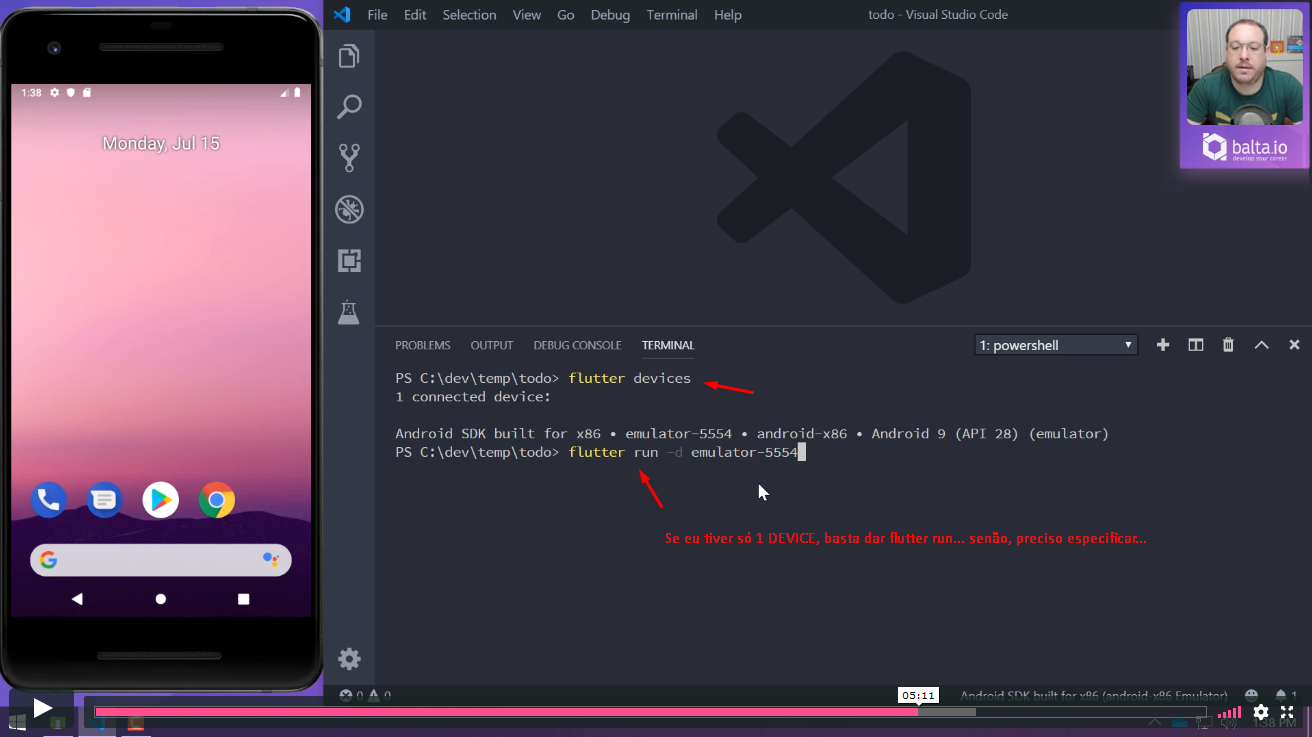 File Edit Selection View Go Debug Terminal Help
todo - Visual Studio Code
1:38
Monday, Jul 15
balta.io
develop your career
PROBLEMS OUTPUT DEBUG CONSOLE TERMINAL
1: powershell
PS C:\dev\temp\todo> flutter devices
1 connected device:
Android SDK built for x86 • emulator-5554 • android-x86 • Android 9 (API 28) (emulator)
PS C:\dev\temp\todo> flutter run -d emulator-5554
Se eu tiver só 1 DEVICE, basta dar flutter run... senão, preciso especificar...
0 0
05:11
Android SDK built for x86 (android-x86 Emulator)
1
1:38 PM